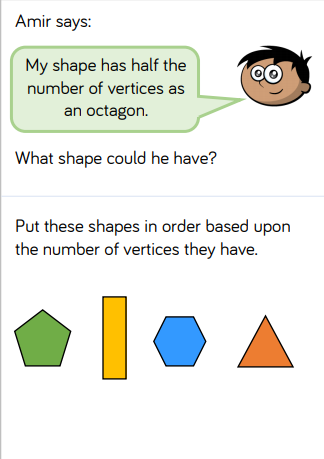 Amir says:
My shape has half the
number of vertices as
an octagon.
What shape could he have?
Put these shapes in order based upon
the number of vertices they have.